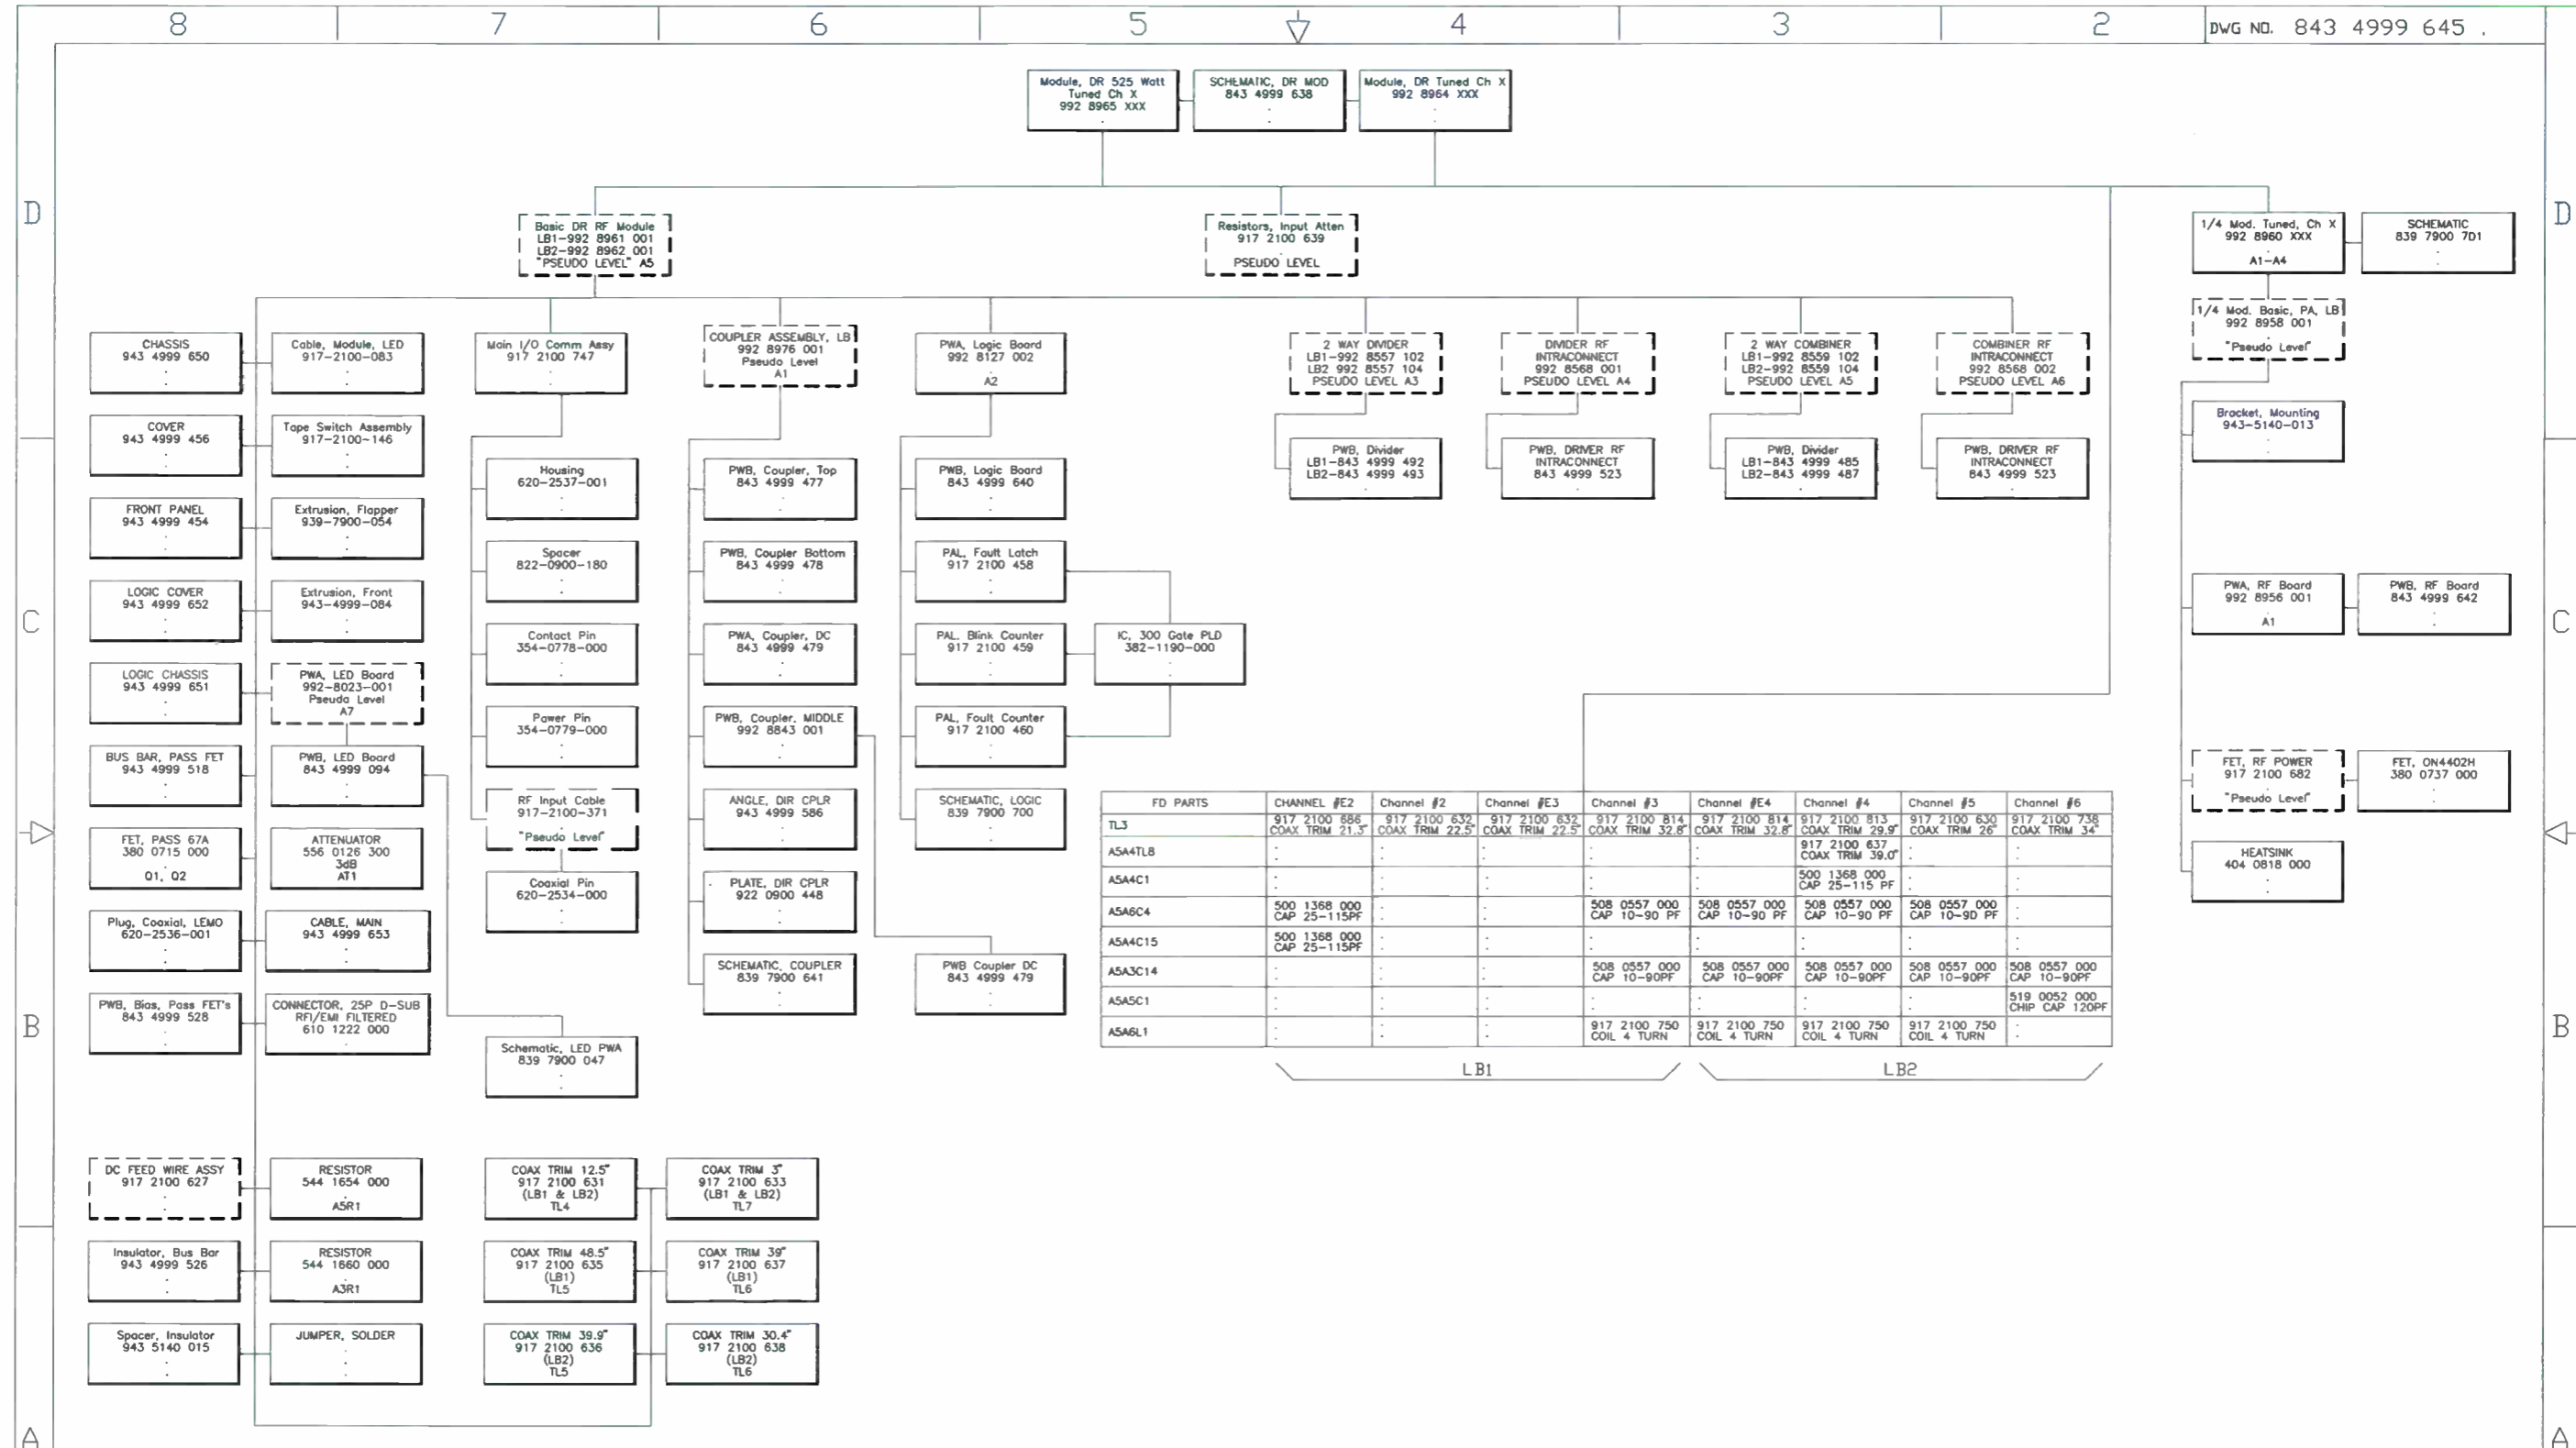 8 7 6 5 4 3 2 DWG NO. 843 4999 645 .
Module, DR 525 Watt
Tuned Ch X
992 8965 XXX
SCHEMATIC, DR MOD
843 4999 638
Module, DR Tuned Ch X
992 8964 XXX
D
D
Basic DR RF Module
LB1-992 8961 001
LB2-992 8962 001
"PSEUDO LEVEL" A5
Resistors, Input Atten
917 2100 639
PSEUDO LEVEL
1/4 Mod. Tuned, Ch X
992 8960 XXX
A1-A4
SCHEMATIC
839 7900 7D1
1/4 Mod. Basic, PA, LB
992 8958 001
"Pseudo Level"
CHASSIS
943 4999 650
Cable, Module, LED
917-2100-083
Main I/O Comm Assy
917 2100 747
COUPLER ASSEMBLY, LB
992 8976 001
Pseudo Level
A1
PWA, Logic Board
992 8127 002
A2
2 WAY DIVIDER
LB1-992 8557 102
LB2 992 8557 104
PSEUDO LEVEL A3
DIVIDER RF
INTRACONNECT
992 8568 001
PSEUDO LEVEL A4
2 WAY COMBINER
LB1-992 8559 102
LB2-992 8559 104
PSEUDO LEVEL A5
COMBINER RF
INTRACONNECT
992 8568 002
PSEUDO LEVEL A6
Bracket, Mounting
943-5140-013
COVER
943 4999 456
Tape Switch Assembly
917-2100-146
Housing
620-2537-001
PWB, Coupler, Top
843 4999 477
PWB, Logic Board
843 4999 640
PWB, Divider
LB1-843 4999 492
LB2-843 4999 493
PWB, DRIVER RF
INTRACONNECT
843 4999 523
PWB, Divider
LB1-843 4999 485
LB2-843 4999 487
PWB, DRIVER RF
INTRACONNECT
843 4999 523
FRONT PANEL
943 4999 454
Extrusion, Flapper
939-7900-054
Spacer
822-0900-180
PWB, Coupler Bottom
843 4999 478
PAL, Fault Latch
917 2100 458
C
C
LOGIC COVER
943 4999 652
Extrusion, Front
943-4999-084
Contact Pin
354-0778-000
PWA, Coupler, DC
843 4999 479
PAL. Blink Counter
917 2100 459
IC, 300 Gate PLD
382-1190-000
PWA, RF Board
992 8956 001
A1
PWB, RF Board
843 4999 642
LOGIC CHASSIS
943 4999 651
PWA, LED Board
992-8023-001
Pseudo Level
A7
Power Pin
354-0779-000
PWB, Coupler, MIDDLE
992 8843 001
PAL, Fault Counter
917 2100 460
BUS BAR, PASS FET
943 4999 518
PWB, LED Board
843 4999 094
RF Input Cable
917-2100-371
"Pseudo Level"
ANGLE, DIR CPLR
943 4999 586
SCHEMATIC, LOGIC
839 7900 700
FET, RF POWER
917 2100 682
"Pseudo Level"
FET, ON4402H
380 0737 000
FET, PASS 67A
380 0715 000
Q1, Q2
ATTENUATOR
556 0126 300
3dB
AT1
Coaxial Pin
620-2534-000
PLATE, DIR CPLR
922 0900 448
HEATSINK
404 0818 000
FD PARTS CHANNEL #E2 Channel #2 Channel #E3 Channel #3 Channel #E4 Channel #4 Channel #5 Channel #6
TL3 917 2100 686 917 2100 632 917 2100 632 917 2100 814 917 2100 814 917 2100 813 917 2100 630 917 2100 738
COAX TRIM 21.3" COAX TRIM 22.5" COAX TRIM 22.5" COAX TRIM 32.8" COAX TRIM 32.8" COAX TRIM 29.9" COAX TRIM 26" COAX TRIM 34"
A5A4TL8 917 2100 637
COAX TRIM 39.0"
A5A4C1 500 1368 000
CAP 25-115 PF
A5A6C4 500 1368 000 508 0557 000 508 0557 000 508 0557 000 508 0557 000
CAP 25-115PF CAP 10-90 PF CAP 10-90 PF CAP 10-90 PF CAP 10-9D PF
A5A4C15 500 1368 000
CAP 25-115PF
A5A3C14 508 0557 000 508 0557 000 508 0557 000 508 0557 000 508 0557 000
CAP 10-90PF CAP 10-90PF CAP 10-90PF CAP 10-90PF CAP 10-90PF
A5A5C1 519 0052 000
CHIP CAP 120PF
A5A6L1 917 2100 750 917 2100 750 917 2100 750 917 2100 750
COIL 4 TURN COIL 4 TURN COIL 4 TURN COIL 4 TURN
LB1 LB2
Plug, Coaxial, LEMO
620-2536-001
CABLE, MAIN
943 4999 653
SCHEMATIC, COUPLER
839 7900 641
PWB Coupler DC
843 4999 479
B
B
PWB, Bias, Pass FET's
843 4999 528
CONNECTOR, 25P D-SUB
RFI/EMI FILTERED
610 1222 000
Schematic, LED PWA
839 7900 047
DC FEED WIRE ASSY
917 2100 627
RESISTOR
544 1654 000
A5R1
COAX TRIM 12.5"
917 2100 631
(LB1 & LB2)
TL4
COAX TRIM 3"
917 2100 633
(LB1 & LB2)
TL7
Insulator, Bus Bar
943 4999 526
RESISTOR
544 1660 000
A3R1
COAX TRIM 48.5"
917 2100 635
(LB1)
TL5
COAX TRIM 39"
917 2100 637
(LB1)
TL6
Spacer, Insulator
943 5140 015
JUMPER, SOLDER
COAX TRIM 39.9"
917 2100 636
(LB2)
TL5
COAX TRIM 30.4"
917 2100 638
(LB2)
TL6
A
A